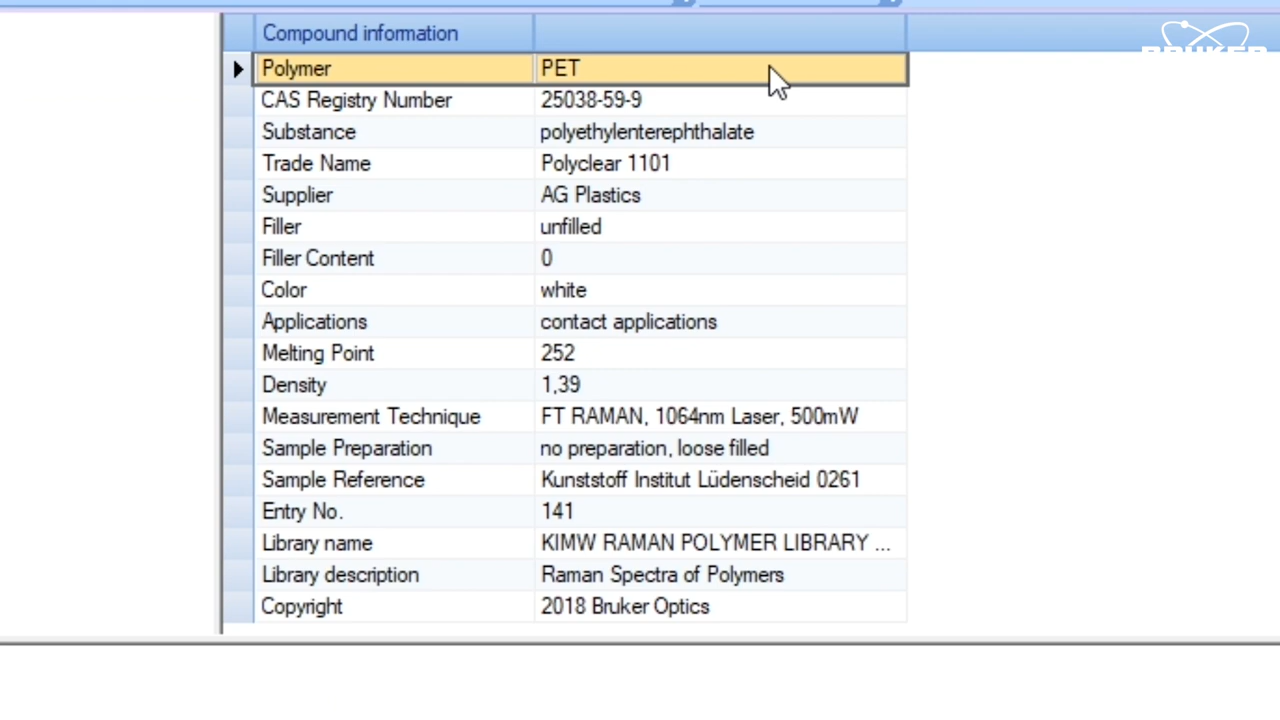 BRUKER
Compound information
Polymer PET
CAS Registry Number 25038-59-9
Substance polyethylenterephthalate
Trade Name Polyclear 1101
Supplier AG Plastics
Filler unfilled
Filler Content 0
Color white
Applications contact applications
Melting Point 252
Density 1,39
Measurement Technique FT RAMAN, 1064nm Laser, 500mW
Sample Preparation no preparation, loose filled
Sample Reference Kunststoff Institut Lüdenscheid 0261
Entry No. 141
Library name KIMW RAMAN POLYMER LIBRARY ...
Library description Raman Spectra of Polymers
Copyright 2018 Bruker Optics